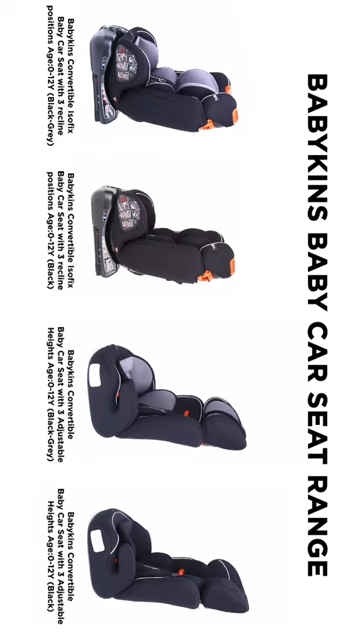 BABYKINS BABY CAR SEAT RANGE
Babykins Convertible Isofix
Baby Car Seat with 3 recline
positions Age:0-12Y (Black-Grey)
Babykins Convertible Isofix
Baby Car Seat with 3 recline
positions Age:0-12Y (Black)
Babykins Convertible
Baby Car Seat with 3 Adjustable
Heights Age:0-12Y (Black-Grey)
Babykins Convertible
Baby Car Seat with 3 Adjustable
Heights Age:0-12Y (Black)